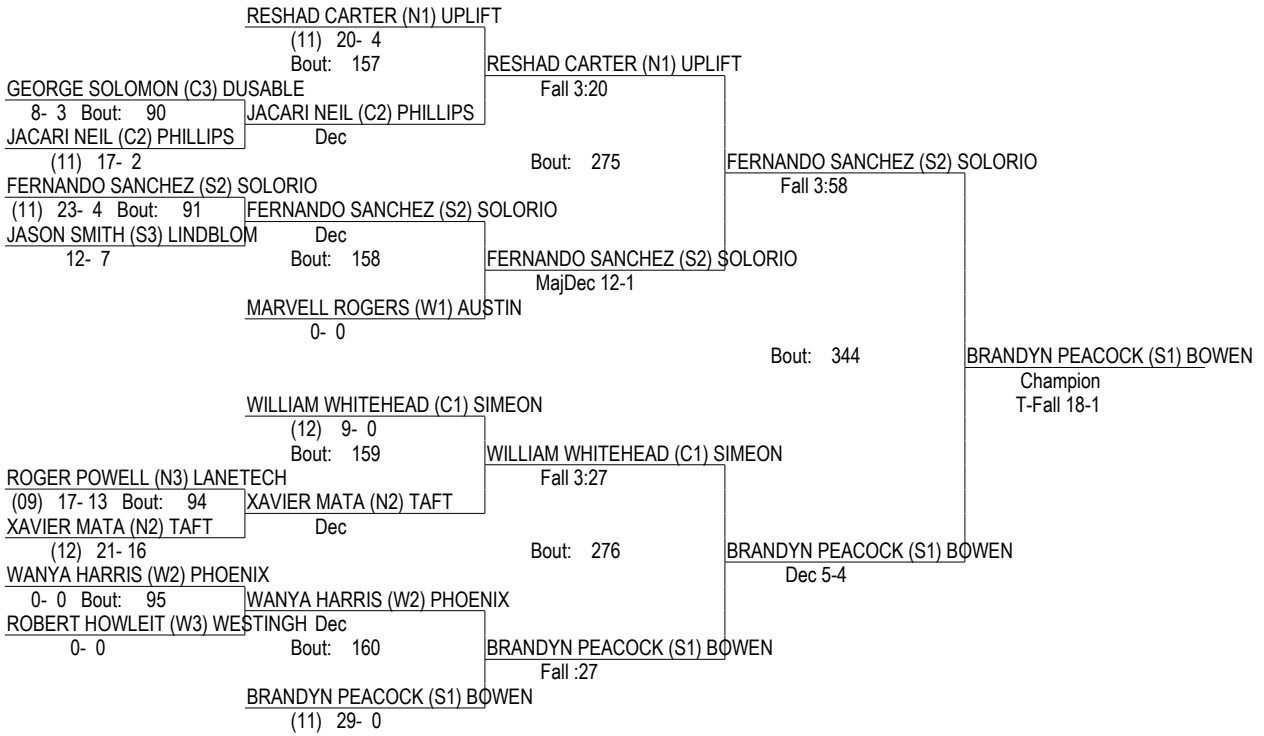 RESHAD CARTER (N1) UPLIFT
(11) 20- 4
Bout: 157
RESHAD CARTER (N1) UPLIFT
GEORGE SOLOMON (C3) DUSABLE
Fall 3:20
8- 3 Bout: 90
JACARI NEIL (C2) PHILLIPS
JACARI NEIL (C2) PHILLIPS
Dec
(11) 17- 2
Bout: 275
FERNANDO SANCHEZ (S2) SOLORIO
FERNANDO SANCHEZ (S2) SOLORIO
Fall 3:58
(11) 23- 4 Bout: 91
FERNANDO SANCHEZ (S2) SOLORIO
JASON SMITH (S3) LINDBLOM
Dec
12- 7
Bout: 158
FERNANDO SANCHEZ (S2) SOLORIO
MajDec 12-1
MARVELL ROGERS (W1) AUSTIN
0- 0
Bout: 344
BRANDYN PEACOCK (S1) BOWEN
Champion
T-Fall 18-1
WILLIAM WHITEHEAD (C1) SIMEON
(12) 9- 0
Bout: 159
WILLIAM WHITEHEAD (C1) SIMEON
ROGER POWELL (N3) LANETECH
Fall 3:27
(09) 17- 13 Bout: 94
XAVIER MATA (N2) TAFT
XAVIER MATA (N2) TAFT
Dec
(12) 21- 16
Bout: 276
BRANDYN PEACOCK (S1) BOWEN
WANYA HARRIS (W2) PHOENIX
Dec 5-4
0- 0 Bout: 95
WANYA HARRIS (W2) PHOENIX
ROBERT HOWLEIT (W3) WESTINGH Dec
0- 0
Bout: 160
BRANDYN PEACOCK (S1) BOWEN
Fall :27
BRANDYN PEACOCK (S1) BOWEN
(11) 29- 0